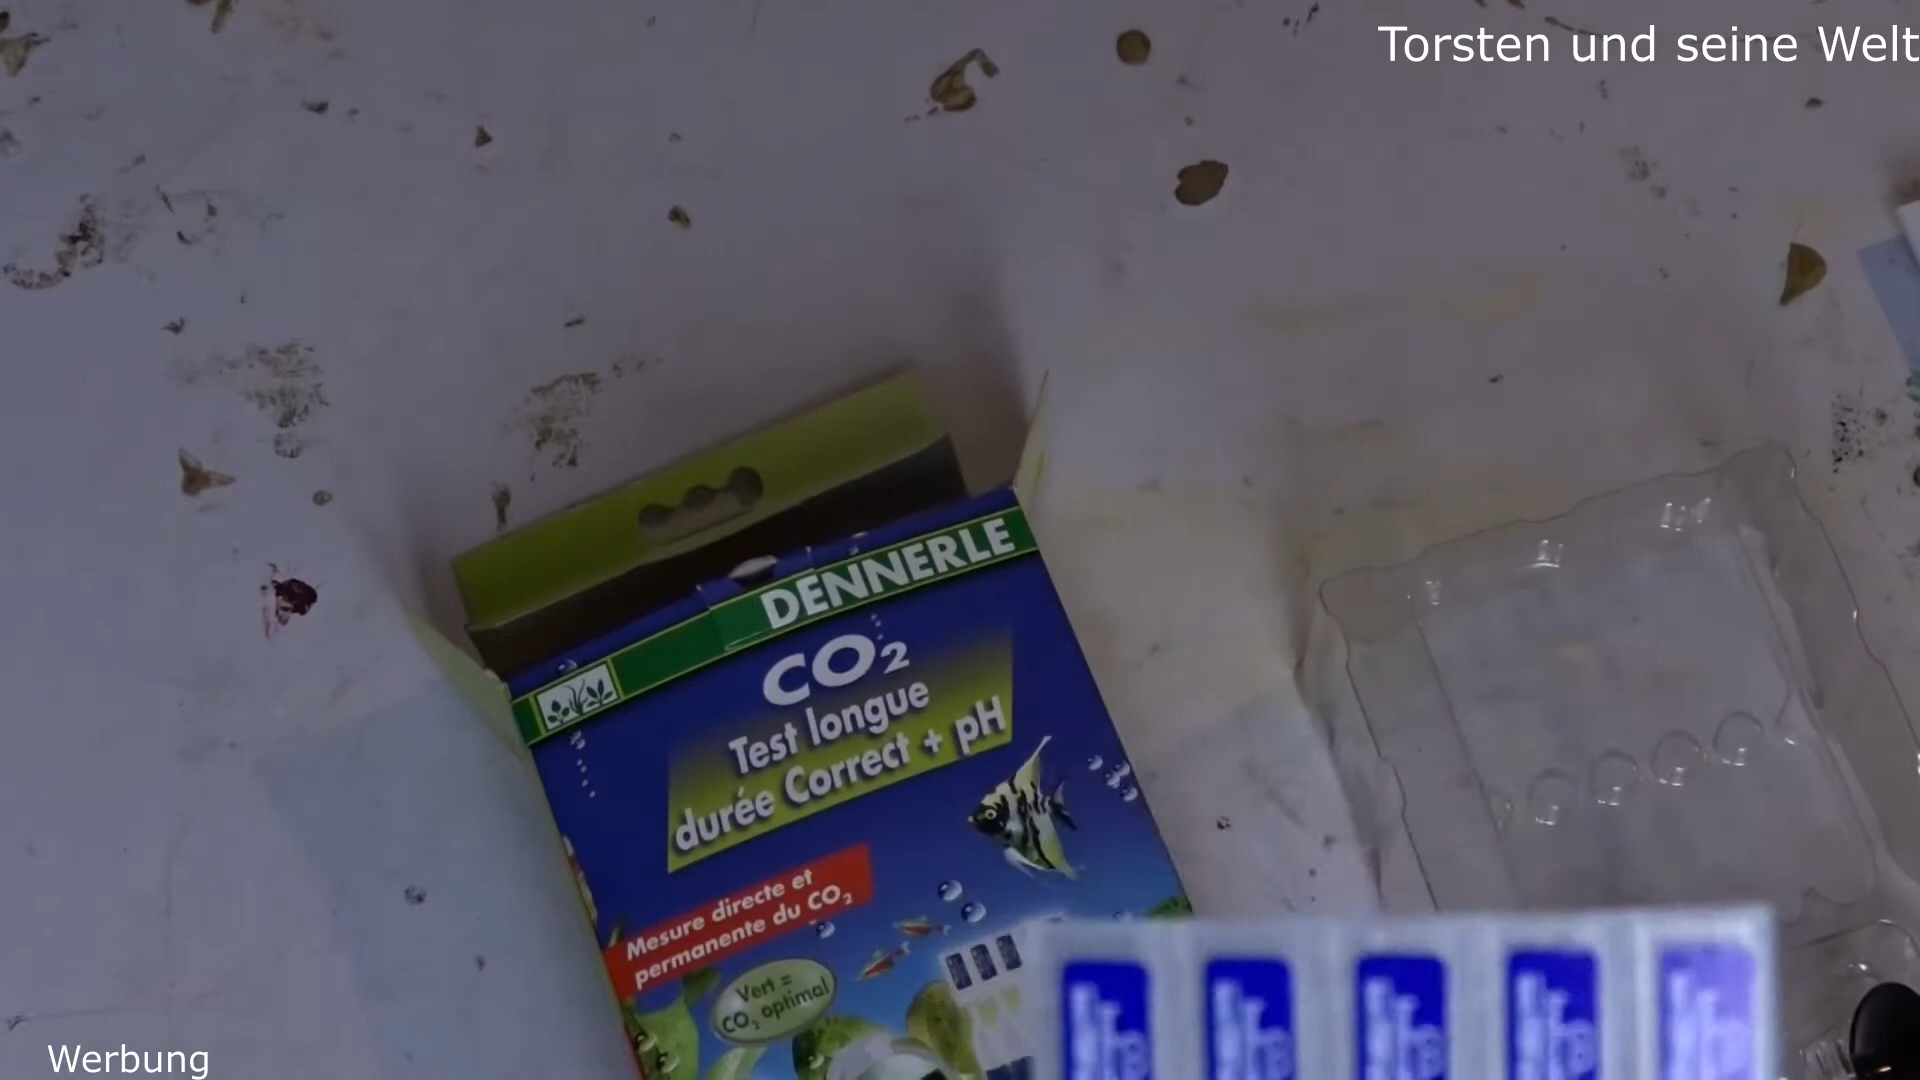 Torsten und seine Welt
DENNERLE
CO₂
Test longue
durée Correct + pH
Mesure directe et
permanente du CO₂
Vert =
CO₂ optimal
Werbung